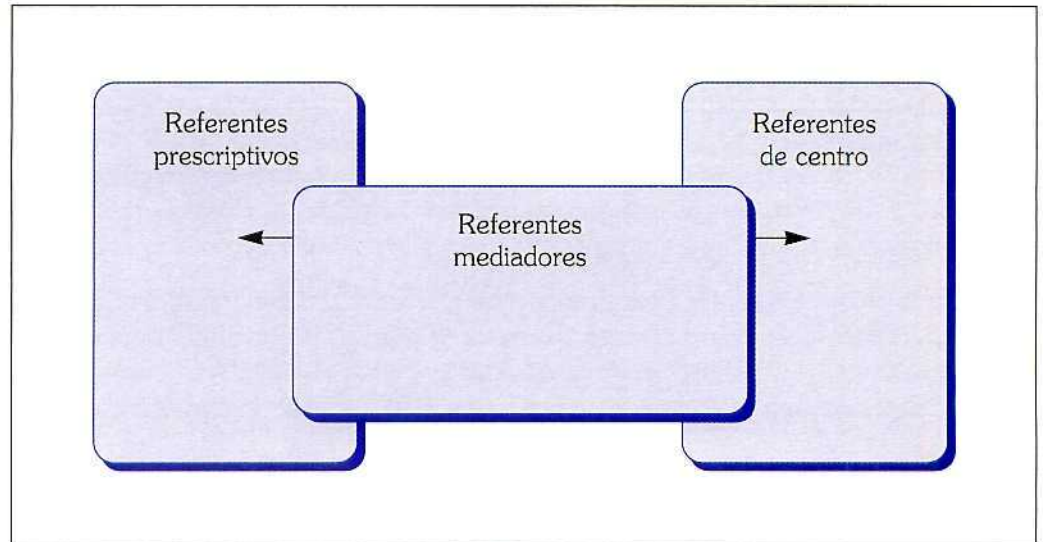 Referentes
prescriptivos
Referentes
de centro
Referentes
mediadores